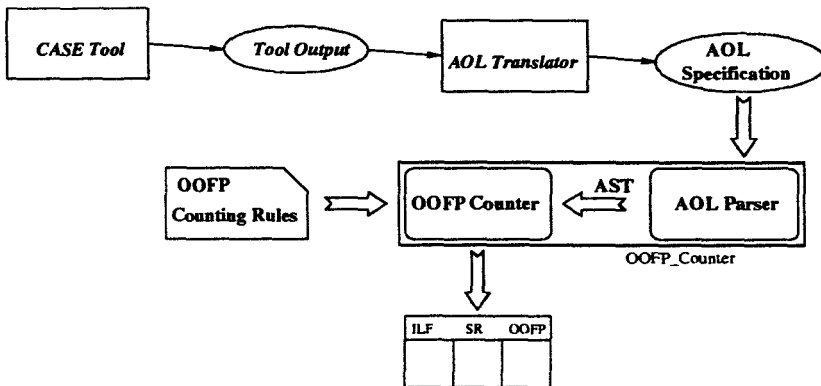 CASE Tool
Tool Output
AOL Translator
AOL
Specification
OOFP
Counting Rules
OOFP Counter
AST
AOL Parser
OOFP_Counter
ILF SR OOFP